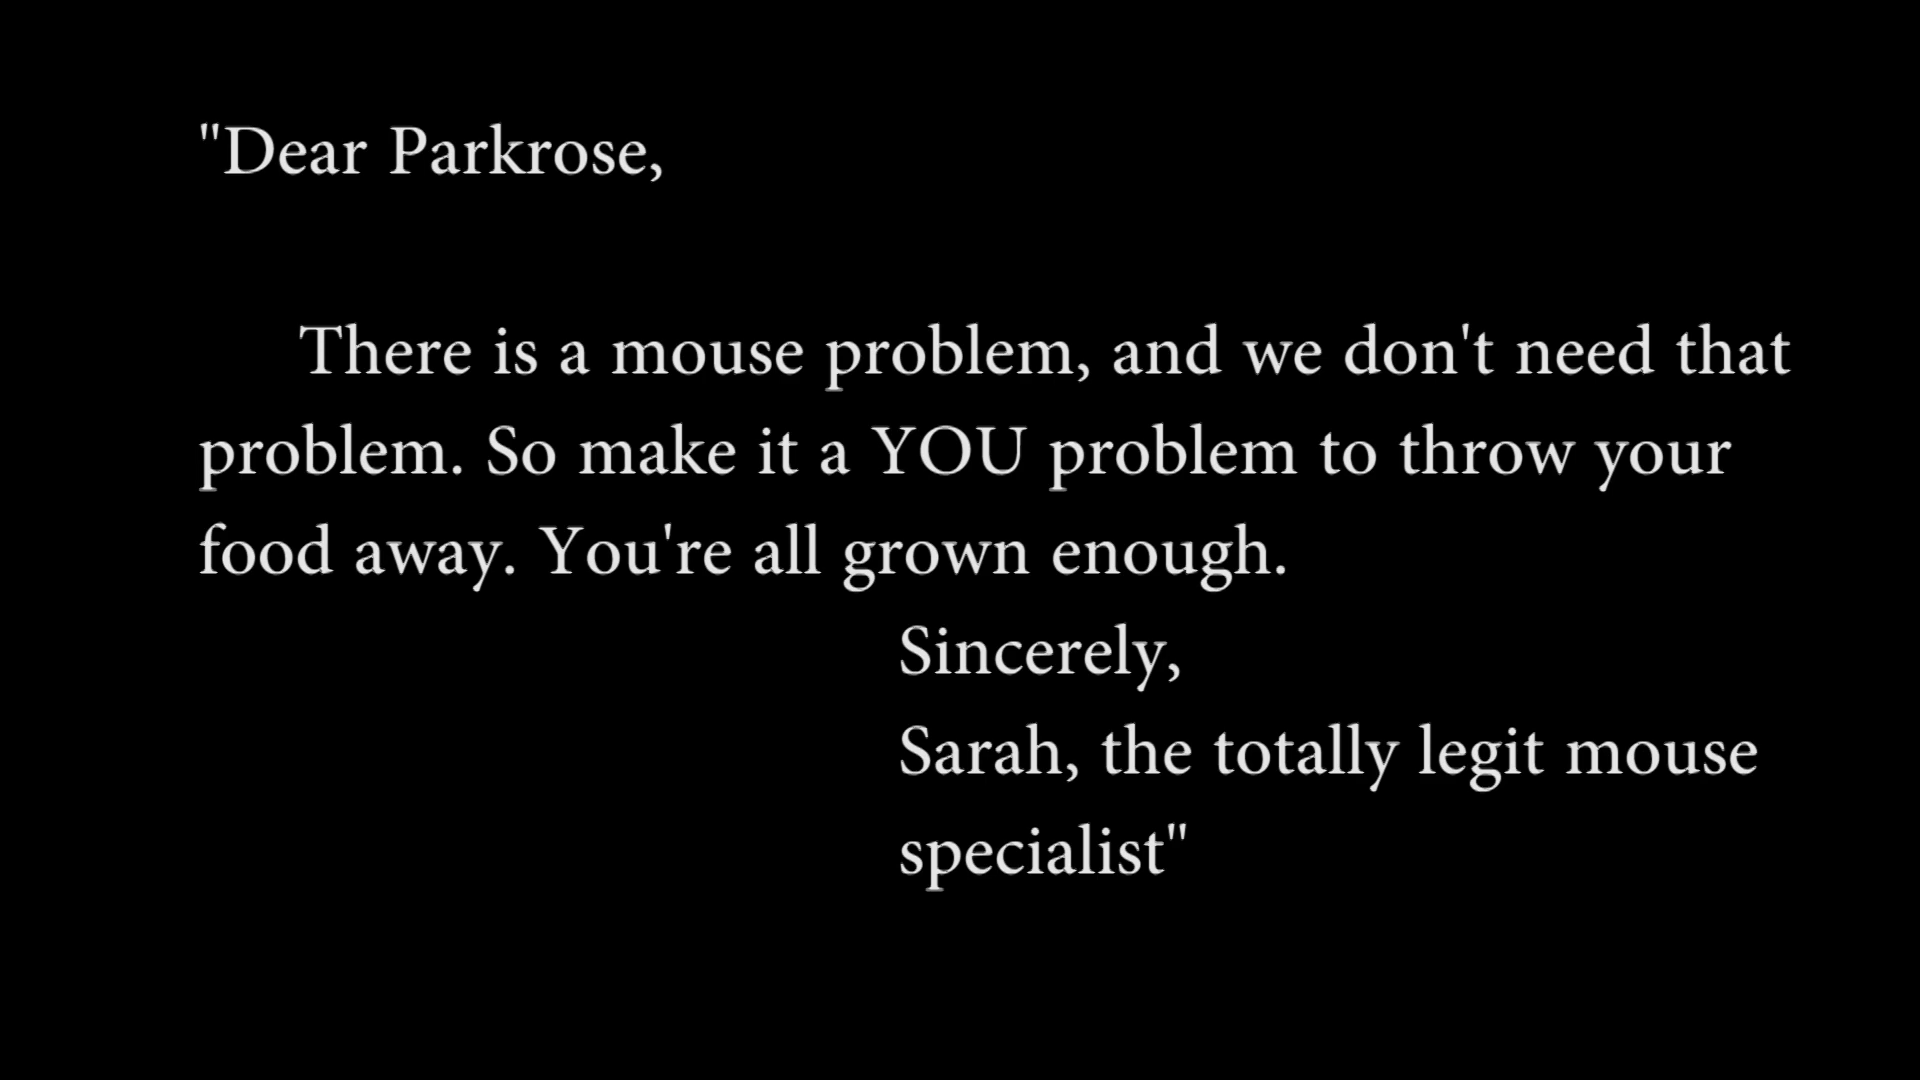 "Dear Parkrose,
There is a mouse problem, and we don't need that
problem. So make it a YOU problem to throw your
food away. You're all grown enough.
Sincerely,
Sarah, the totally legit mouse
specialist"